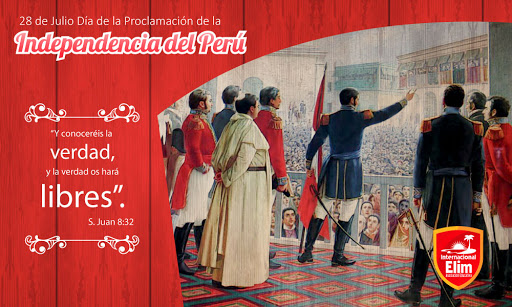 28 de Julio Día de la Proclamación de la
Independencia del Perú
“Y conoceréis la
verdad,
y la verdad os hará
libres”.
S. Juan 8:32
Internacional
Elim